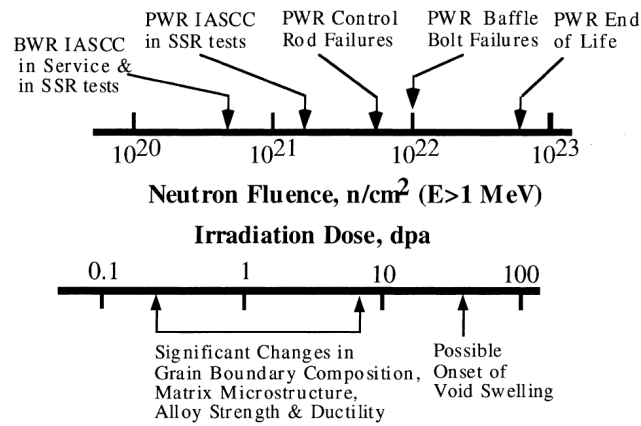 BWR IASCC
in Service &
in SSR tests
PWR IASCC
in SSR tests
PWR Control
Rod Failures
PWR Baffle
Bolt Failures
PWR End
of Life
10^20 10^21 10^22 10^23
Neutron Fluence, n/cm^2 (E>1 MeV)
Irradiation Dose, dpa
0.1 1 10 100
Significant Changes in
Grain Boundary Composition,
Matrix Microstructure,
Alloy Strength & Ductility
Possible
Onset of
Void Swelling